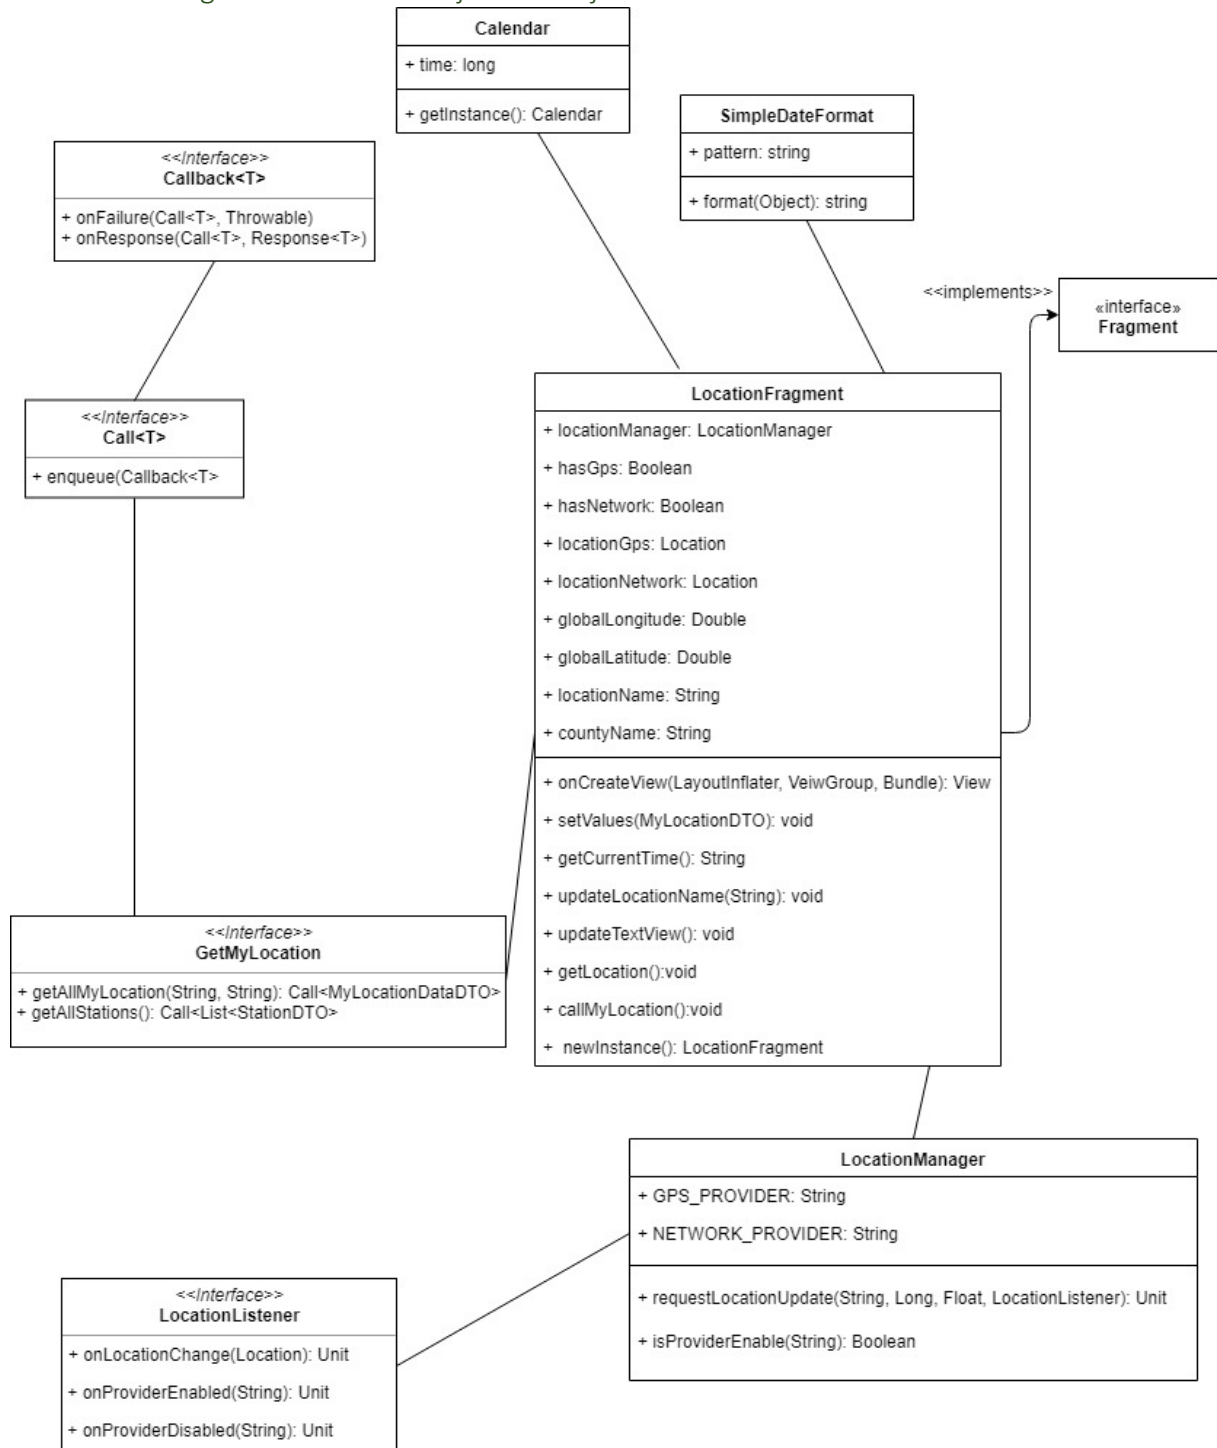 Calendar
+ time: long
+ getInstance(): Calendar
SimpleDateFormat
+ pattern: string
+ format(Object): string
<<Interface>>
Callback<T>
+ onFailure(Call<T>, Throwable)
+ onResponse(Call<T>, Response<T>)
<<implements>>
«interface»
Fragment
<<Interface>>
Call<T>
+ enqueue(Callback<T>
LocationFragment
+ locationManager: LocationManager
+ hasGps: Boolean
+ hasNetwork: Boolean
+ locationGps: Location
+ locationNetwork: Location
+ globalLongitude: Double
+ globalLatitude: Double
+ locationName: String
+ countyName: String
+ onCreateView(LayoutInflater, VeiwGroup, Bundle): View
+ setValues(MyLocationDTO): void
+ getCurrentTime(): String
+ updateLocationName(String): void
+ updateTextView(): void
+ getLocation():void
+ callMyLocation():void
+ newInstance(): LocationFragment
<<Interface>>
GetMyLocation
+ getAllMyLocation(String, String): Call<MyLocationDataDTO>
+ getAllStations(): Call<List<StationDTO>
LocationManager
+ GPS_PROVIDER: String
+ NETWORK_PROVIDER: String
+ requestLocationUpdate(String, Long, Float, LocationListener): Unit
+ isProviderEnable(String): Boolean
<<Interface>>
LocationListener
+ onLocationChange(Location): Unit
+ onProviderEnabled(String): Unit
+ onProviderDisabled(String): Unit